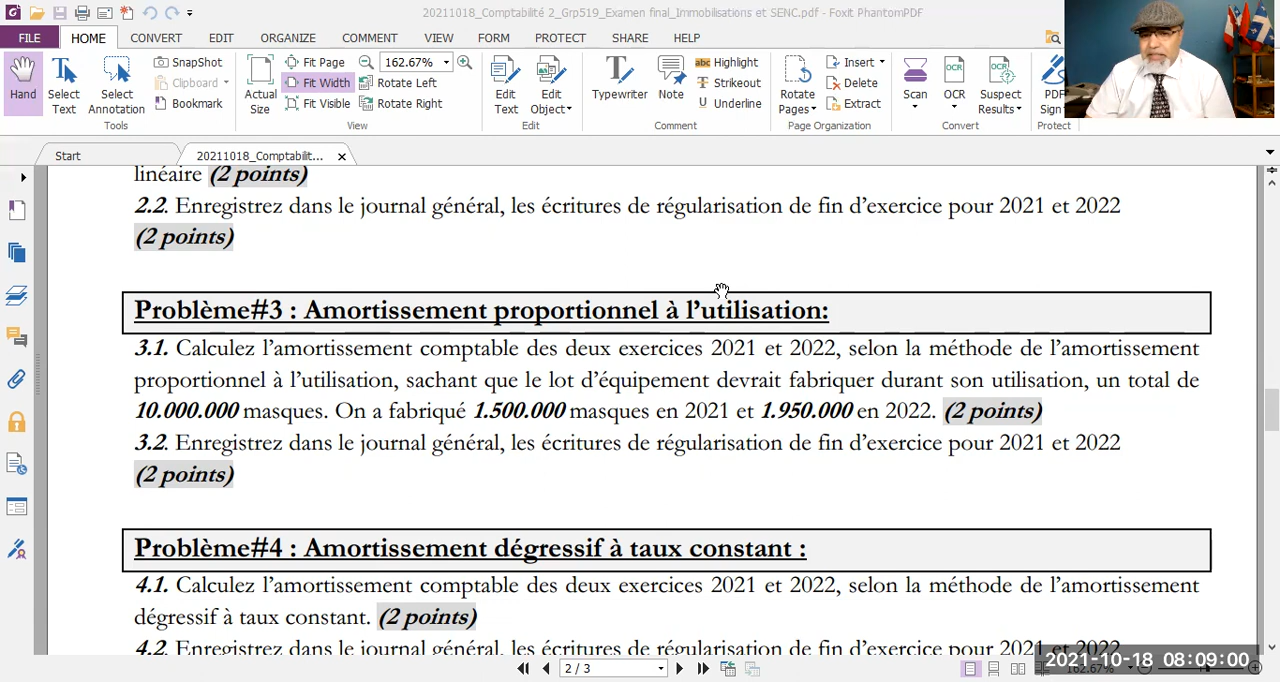 20211018_Comptabilité 2_Grp519_Examen final_Immobilisations et SENC.pdf - Foxit PhantomPDF
FILE HOME CONVERT EDIT ORGANIZE COMMENT VIEW FORM PROTECT SHARE HELP
Hand
Select Text
Select Annotation
SnapShot
Clipboard
Bookmark
Tools
Actual Size
Fit Page
Fit Width
Fit Visible
162.67%
Rotate Left
Rotate Right
View
Edit Text
Edit Object
Edit
Typewriter
Note
abc Highlight
Strikeout
U Underline
Comment
Rotate Pages
Insert
Delete
Extract
Page Organization
Scan
OCR OCR
Suspect Results
Convert
PDF Sign
Protect
Start
20211018_Comptabilit...
linéaire (2 points)
2.2. Enregistrez dans le journal général, les écritures de régularisation de fin d’exercice pour 2021 et 2022
(2 points)
Problème#3 : Amortissement proportionnel à l’utilisation:
3.1. Calculez l’amortissement comptable des deux exercices 2021 et 2022, selon la méthode de l’amortissement
proportionnel à l’utilisation, sachant que le lot d’équipement devrait fabriquer durant son utilisation, un total de
10.000.000 masques. On a fabriqué 1.500.000 masques en 2021 et 1.950.000 en 2022. (2 points)
3.2. Enregistrez dans le journal général, les écritures de régularisation de fin d’exercice pour 2021 et 2022
(2 points)
Problème#4 : Amortissement dégressif à taux constant :
4.1. Calculez l’amortissement comptable des deux exercices 2021 et 2022, selon la méthode de l’amortissement
dégressif à taux constant. (2 points)
4.2. Enregistrez dans le journal général, les écritures de régularisation de fin d’exercice pour 2021 et 2022
2 / 3
162.67%
2021-10-18 08:09:00